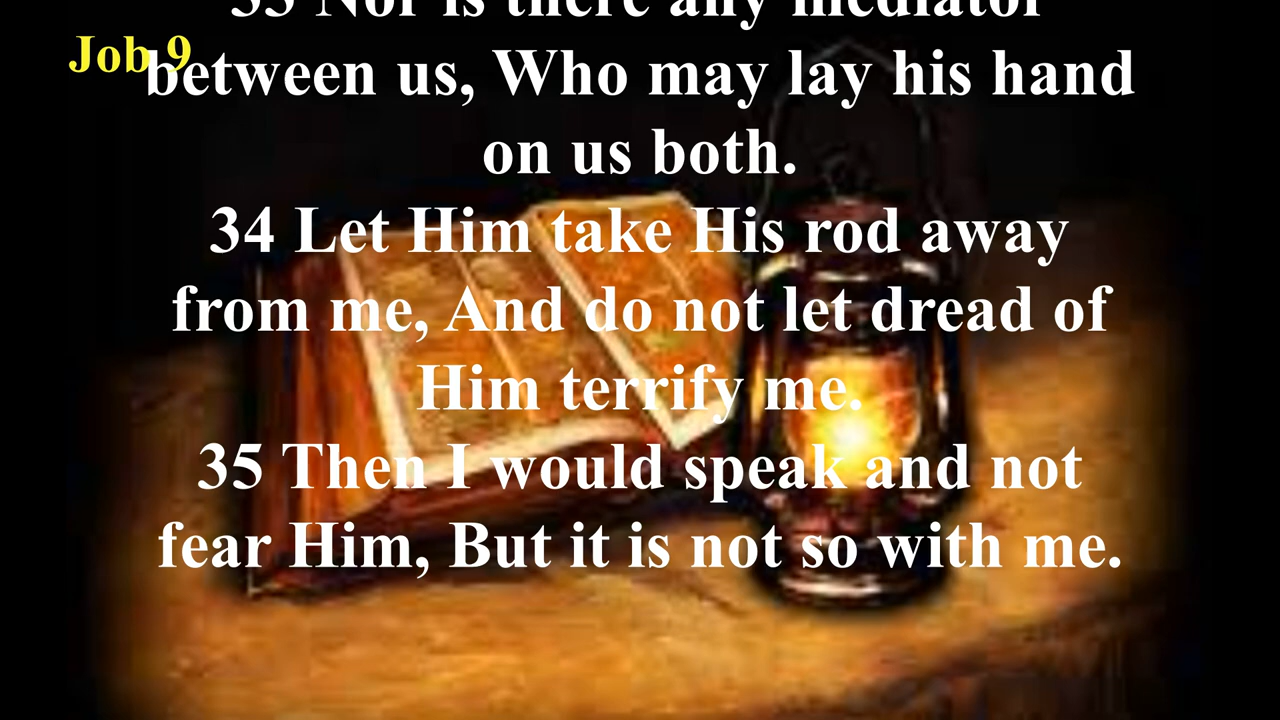 33 Nor is there any mediator
Job 9
between us, Who may lay his hand
on us both.
34 Let Him take His rod away
from me, And do not let dread of
Him terrify me.
35 Then I would speak and not
fear Him, But it is not so with me.